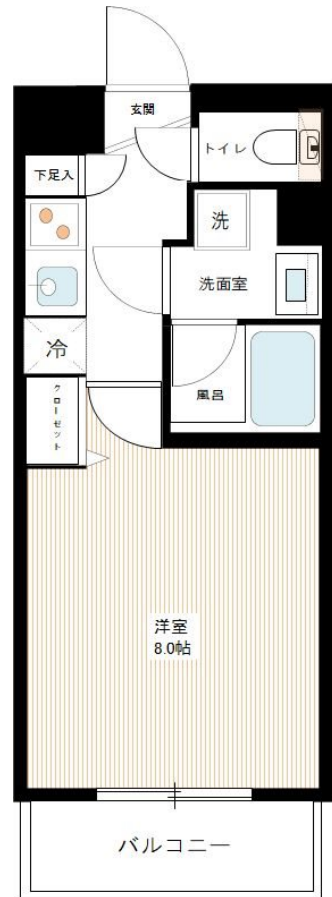 玄関
トイレ
下足入
洗
洗面室
冷
風呂
クローゼット
洋室
8.0帖
バルコニー